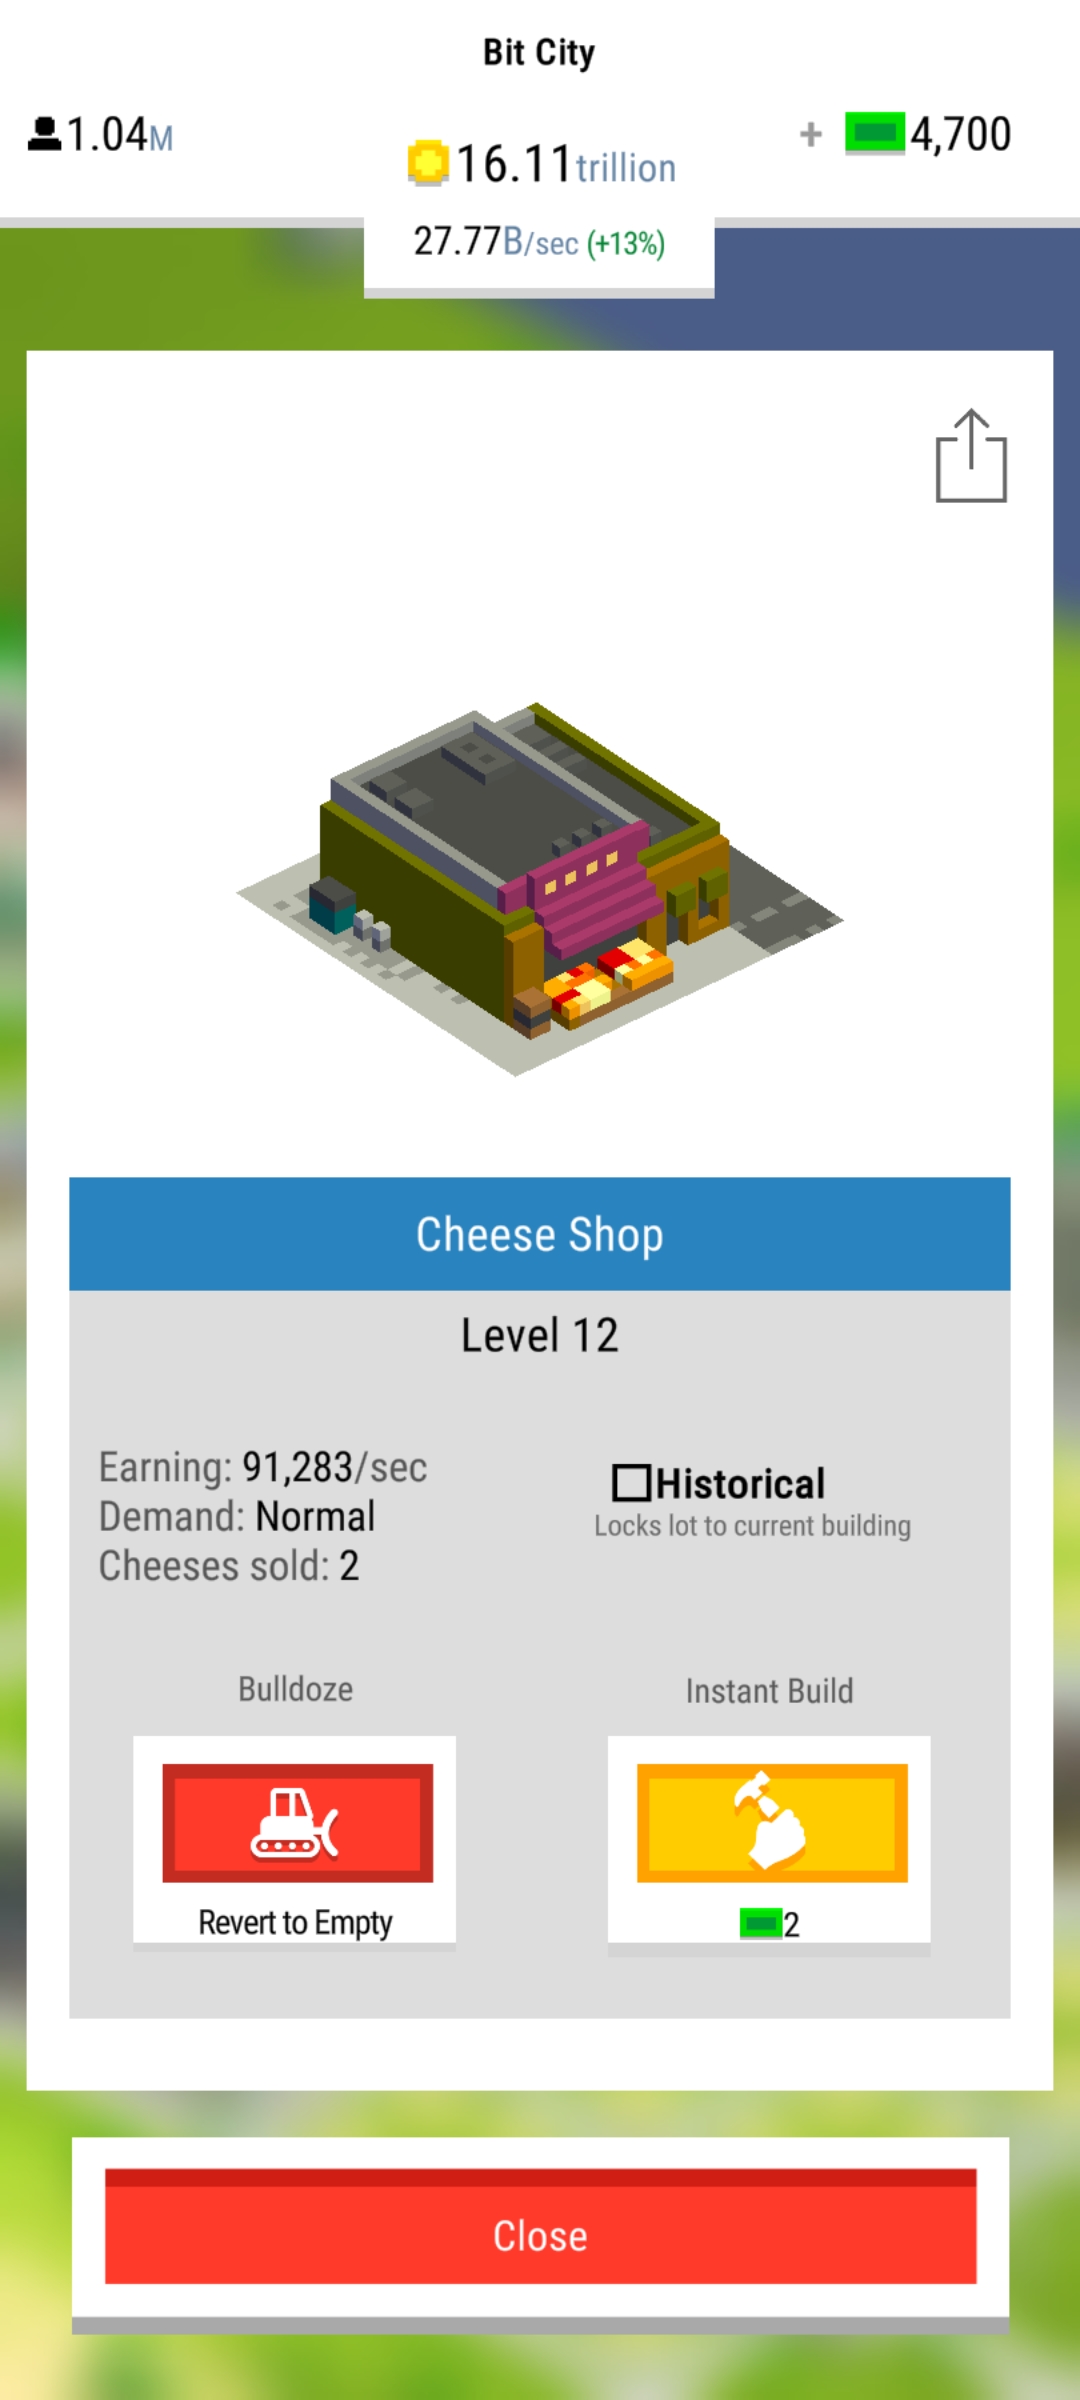 Bit City
1.04M
16.11trillion
+ 4,700
27.77B/sec (+13%)
Cheese Shop
Level 12
Earning: 91,283/sec
Demand: Normal
Cheeses sold: 2
Historical
Locks lot to current building
Bulldoze
Instant Build
Revert to Empty
2
Close